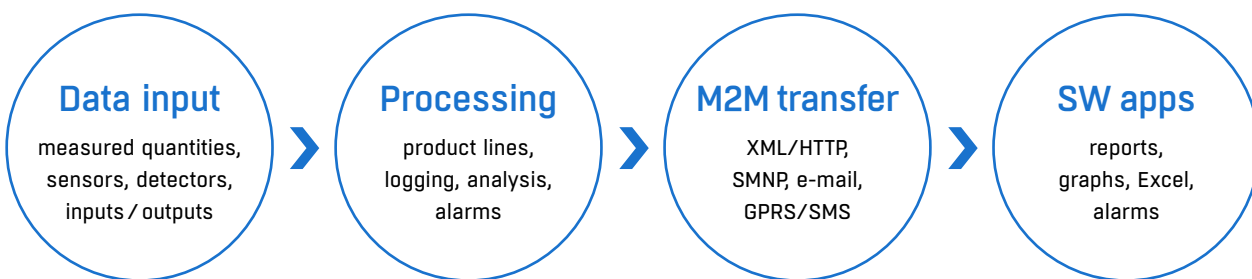 Data input
measured quantities,
sensors, detectors,
inputs / outputs
Processing
product lines,
logging, analysis,
alarms
M2M transfer
XML/HTTP,
SMNP, e-mail,
GPRS/SMS
SW apps
reports,
graphs, Excel,
alarms